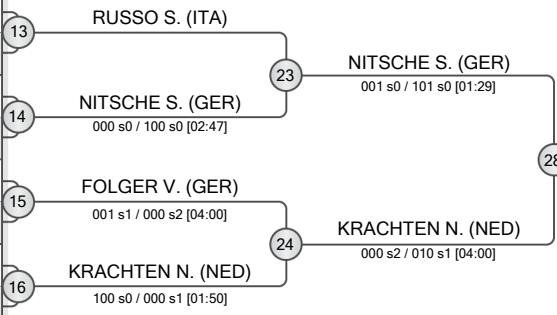 RUSSO S. (ITA)
13
23
NITSCHE S. (GER)
001 s0 / 101 s0 [01:29]
NITSCHE S. (GER)
14
000 s0 / 100 s0 [02:47]
28
FOLGER V. (GER)
15
001 s1 / 000 s2 [04:00]
24
KRACHTEN N. (NED)
000 s2 / 010 s1 [04:00]
KRACHTEN N. (NED)
16
100 s0 / 000 s1 [01:50]